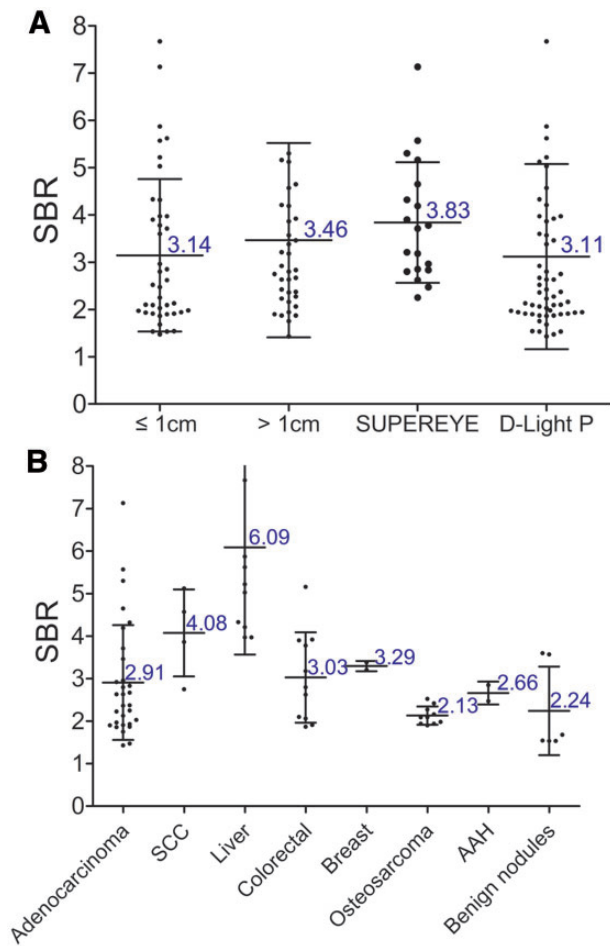 A
8
7
6
5
4
3
2
1
0
SBR
3.14
3.46
3.83
3.11
≤ 1cm
> 1cm
SUPEREYE
D-Light P
B
8
7
6
5
4
3
2
1
0
SBR
2.91
4.08
6.09
3.03
3.29
2.13
2.66
2.24
Adenocarcinoma
SCC
Liver
Colorectal
Breast
Osteosarcoma
AAH
Benign nodules